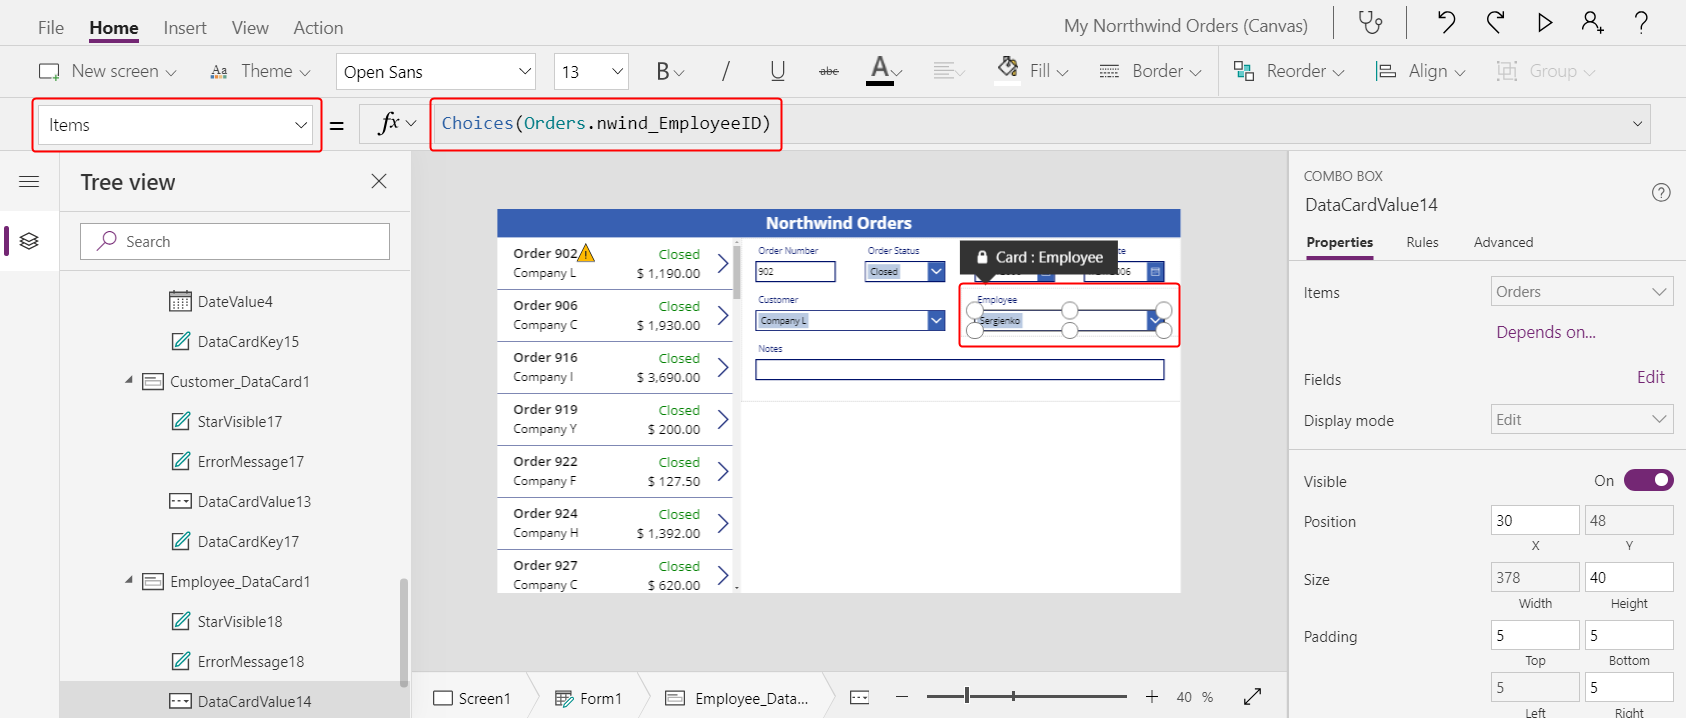 File Home Insert View Action My Norrthwind Orders (Canvas) ?
New screen Aa Theme Open Sans 13 B / U abc A Fill Border Reorder Align Group
Items = fx Choices(Orders.nwind_EmployeeID)
Tree view
Search
DateValue4
DataCardKey15
Customer_DataCard1
StarVisible17
ErrorMessage17
DataCardValue13
DataCardKey17
Employee_DataCard1
StarVisible18
ErrorMessage18
DataCardValue14
Northwind Orders
Order 902 Closed
Company L $ 1,190.00
Order 906 Closed
Company C $ 1,930.00
Order 916 Closed
Company I $ 3,690.00
Order 919 Closed
Company Y $ 200.00
Order 922 Closed
Company F $ 127.50
Order 924 Closed
Company H $ 1,392.00
Order 927 Closed
Company C $ 620.00
Order Number Order Status
902 Closed
Card : Employee
Customer Employee
Company L Sergienko
Notes
Screen1 Form1 Employee_Data... 40 %
COMBO BOX
DataCardValue14
?
Properties Rules Advanced
Items Orders
Depends on...
Fields Edit
Display mode Edit
Visible On
Position 30 48
X Y
Size 378 40
Width Height
Padding 5 5
Top Bottom
5 5
Left Right